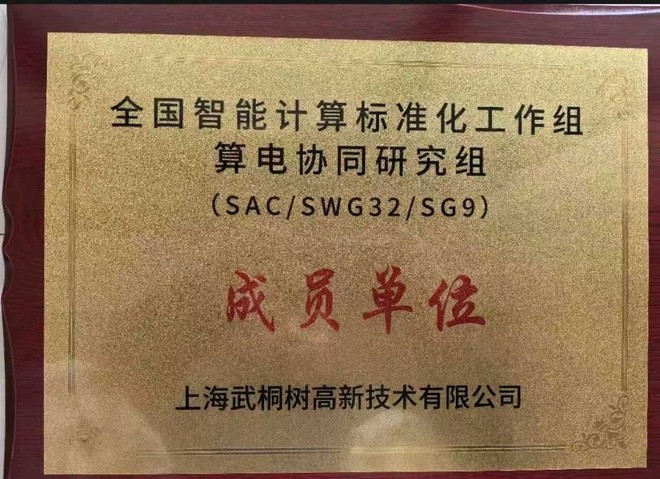 全国智能计算标准化工作组
算电协同研究组
（SAC/SWG32/SG9）
成员单位
上海武桐树高新技术有限公司